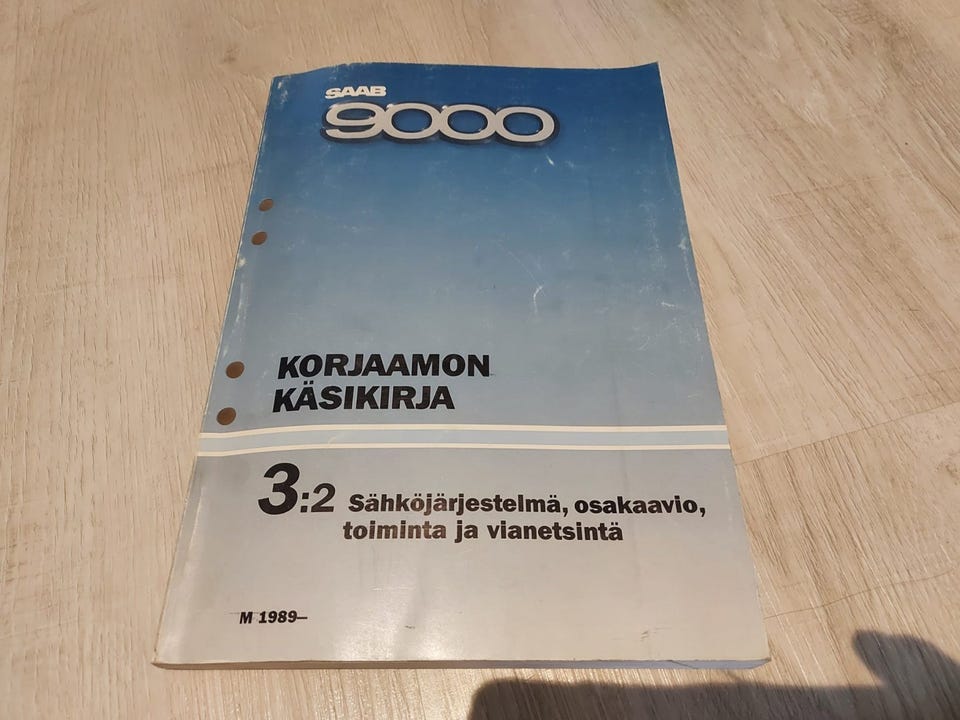 SAAB
9000
KORJAAMON
KÄSIKIRJA
3:2 Sähköjärjestelmä, osakaavio,
toiminta ja vianetsintä
M 1989–